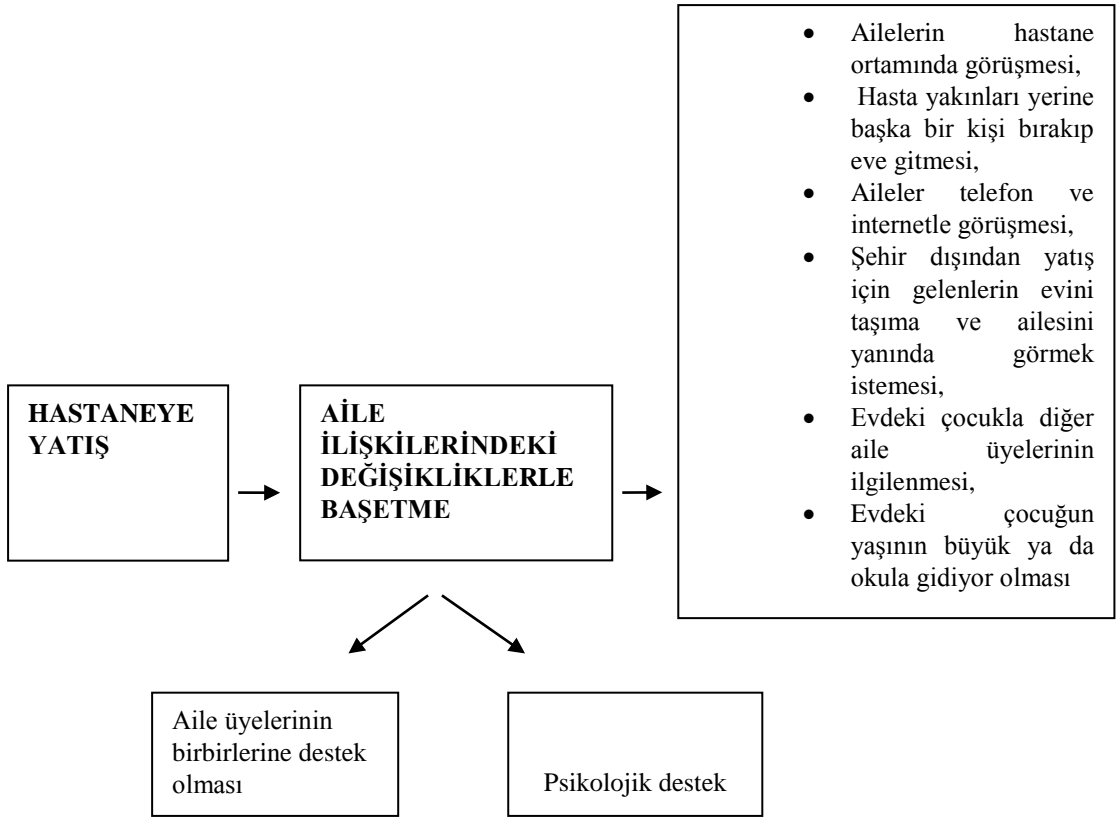 HASTANEYE
YATIŞ
AİLE
İLİŞKİLERİNDEKİ
DEĞİŞİKLİKLERLE
BAŞETME
• Ailelerin hastane
ortamında görüşmesi,
• Hasta yakınları yerine
başka bir kişi bırakıp
eve gitmesi,
• Aileler telefon ve
internetle görüşmesi,
• Şehir dışından yatış
için gelenlerin evini
taşıma ve ailesini
yanında görmek
istemesi,
• Evdeki çocukla diğer
aile üyelerinin
ilgilenmesi,
• Evdeki çocuğun
yaşının büyük ya da
okula gidiyor olması
Aile üyelerinin
birbirlerine destek
olması
Psikolojik destek